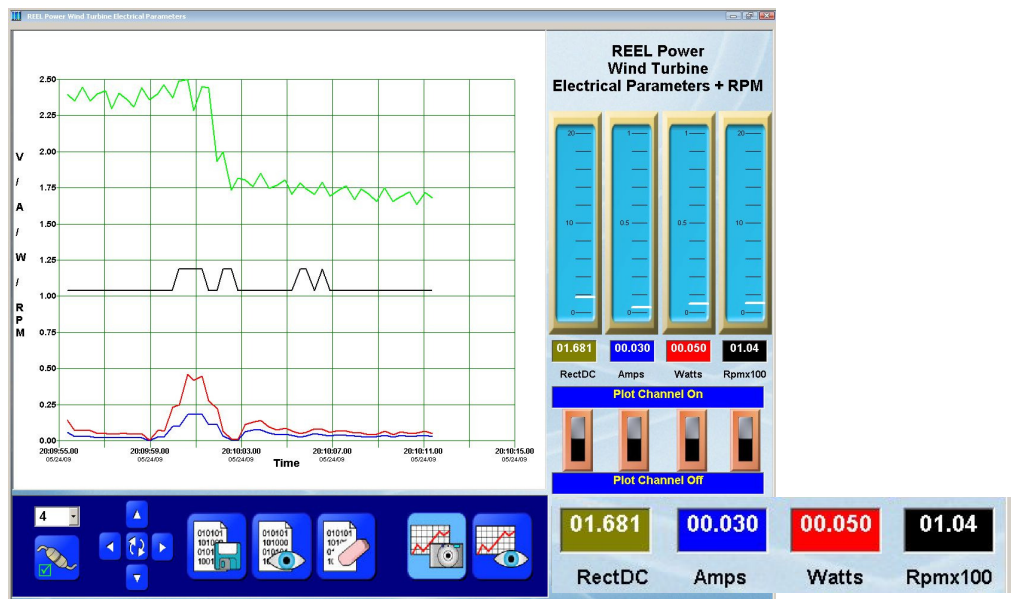 REEL Power Wind Turbine Electrical Parameters
REEL Power
Wind Turbine
Electrical Parameters + RPM
2.50
2.25
2.00
1.75
1.50
1.25
1.00
0.75
0.50
0.25
0.00
V
/
A
/
W
/
R
P
M
20:09:55.00 20:09:59.00 20:10:03.00 20:10:07.00 20:10:11.00 20:10:15.00
05/24/09 05/24/09 05/24/09 05/24/09 05/24/09 05/24/09
Time
20 1 20
10 0.5 0.5 10
0 0 0 0
01.681 00.030 00.050 01.04
RectDC Amps Watts Rpmx100
Plot Channel On
Plot Channel Off
4
010101
101000
010101
101000
010101
01.681 00.030 00.050 01.04
RectDC Amps Watts Rpmx100